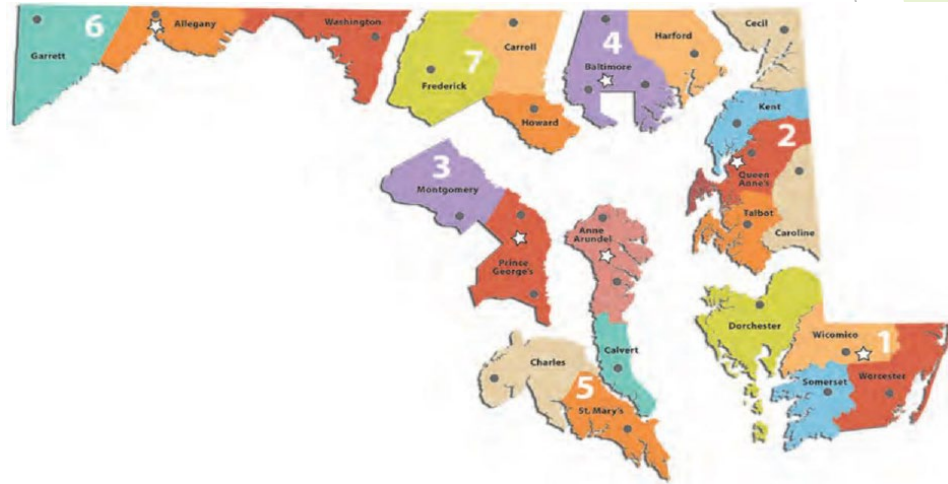 6
Garrett
Allegany
Washington
7
Frederick
Carroll
Howard
4
Baltimore
Harford
Cecil
Kent
2
Queen
Anne's
Talbot
Caroline
3
Montgomery
Prince
George's
Anne
Arundel
Calvert
Charles
5
St. Mary's
Dorchester
Wicomico
1
Somerset
Worcester